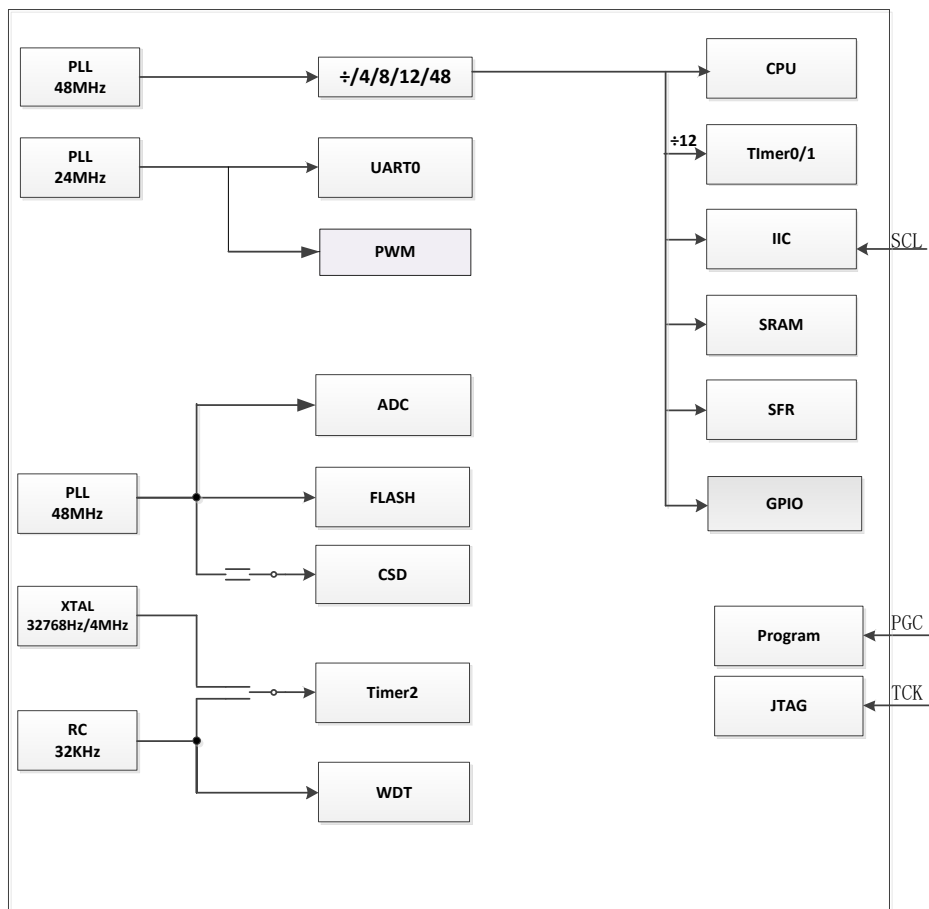 PLL
48MHz
÷/4/8/12/48
CPU
PLL
24MHz
UART0
÷12
TImer0/1
PWM
IIC
SCL
SRAM
ADC
SFR
PLL
48MHz
FLASH
GPIO
CSD
XTAL
32768Hz/4MHz
Program
PGC
Timer2
JTAG
TCK
RC
32KHz
WDT